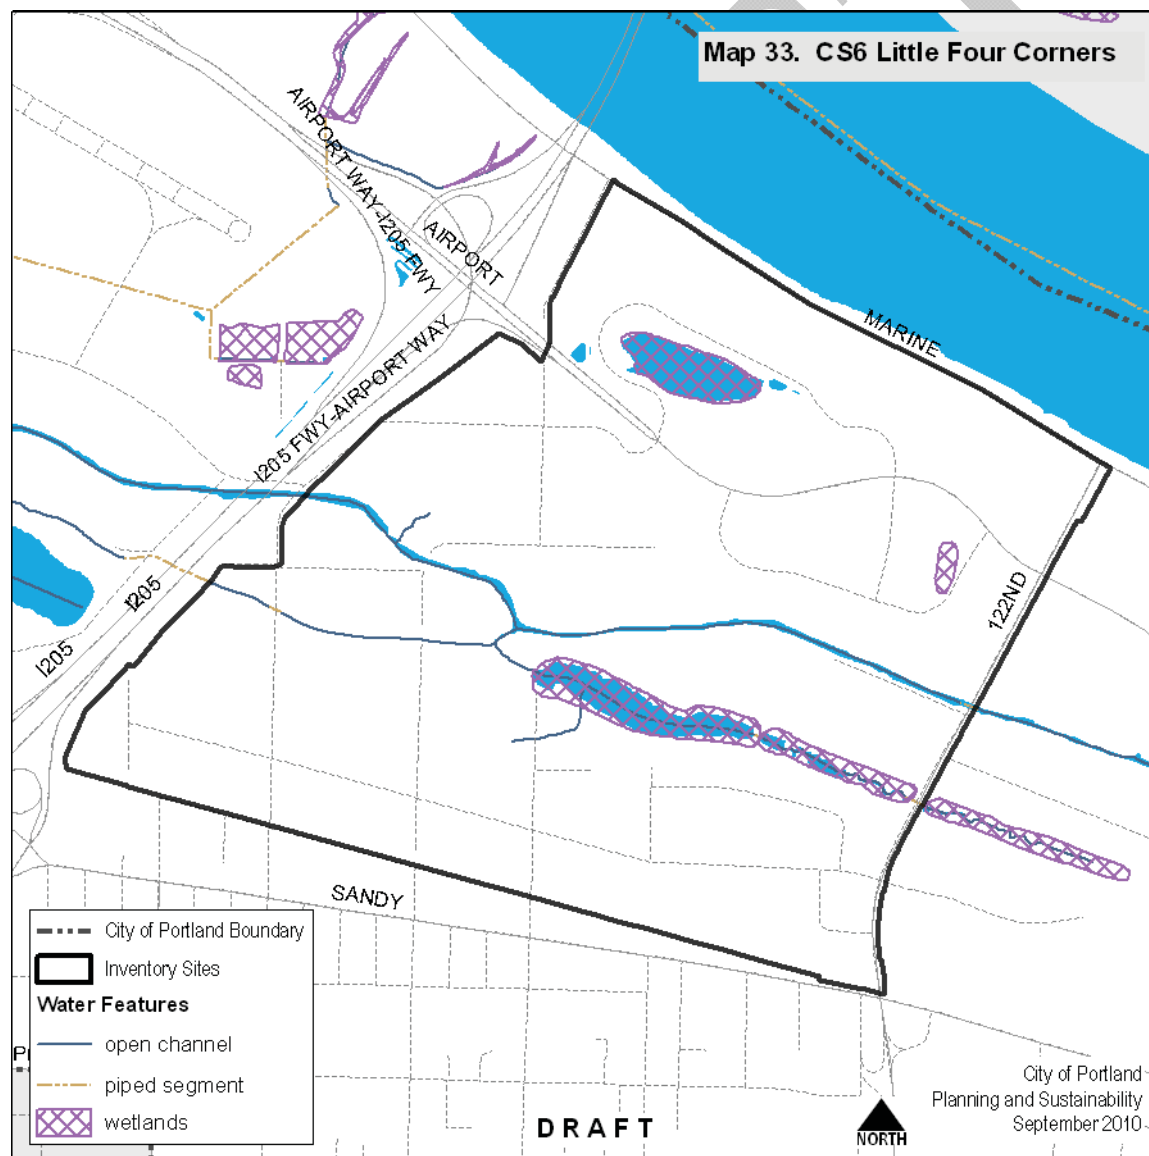 Map 33.  CS6 Little Four Corners
AIRPORT WAY-I205 FWY
AIRPORT
MARINE
I205 FWY-AIRPORT WAY
I205
I205
122ND
SANDY
City of Portland Boundary
Inventory Sites
Water Features
open channel
piped segment
wetlands
DRAFT
NORTH
City of Portland
Planning and Sustainability
September 2010